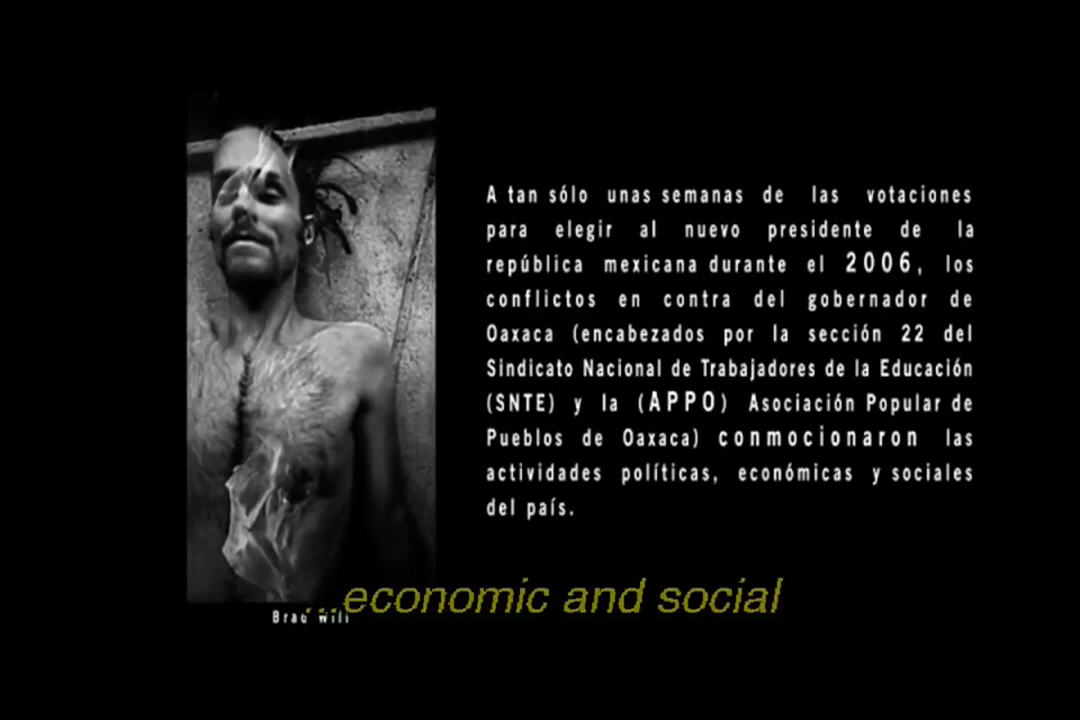 A tan sólo unas semanas de las votaciones
para elegir al nuevo presidente de la
república mexicana durante el 2006, los
conflictos en contra del gobernador de
Oaxaca (encabezados por la sección 22 del
Sindicato Nacional de Trabajadores de la Educación
(SNTE) y la (APPO) Asociación Popular de
Pueblos de Oaxaca) conmocionaron las
actividades políticas, económicas y sociales
del país.
...economic and social
Brad Will